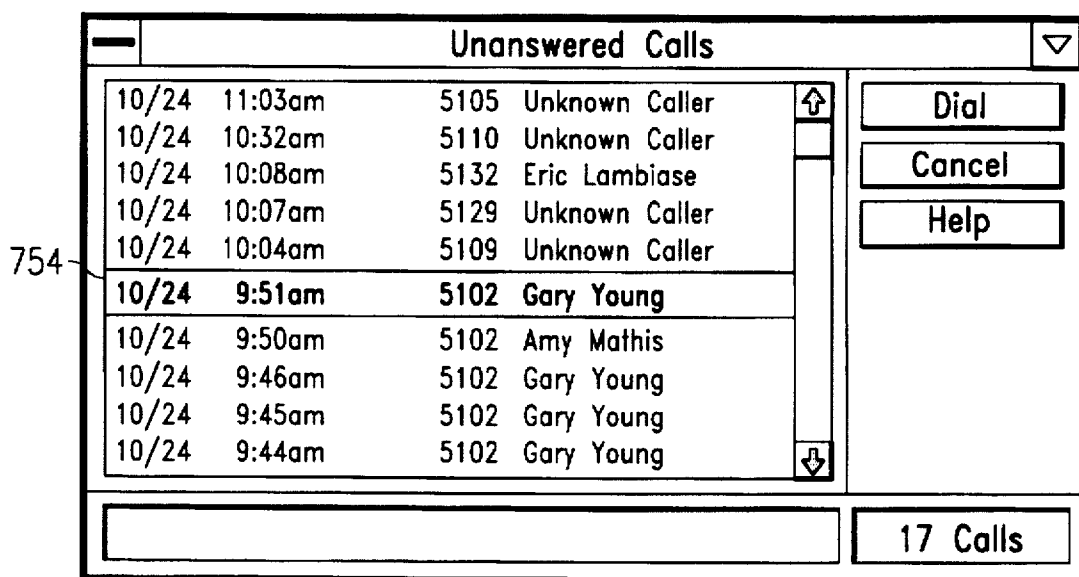 Unanswered Calls
10/24 11:03am 5105 Unknown Caller
10/24 10:32am 5110 Unknown Caller
10/24 10:08am 5132 Eric Lambiase
10/24 10:07am 5129 Unknown Caller
10/24 10:04am 5109 Unknown Caller
754
10/24 9:51am 5102 Gary Young
10/24 9:50am 5102 Amy Mathis
10/24 9:46am 5102 Gary Young
10/24 9:45am 5102 Gary Young
10/24 9:44am 5102 Gary Young
Dial
Cancel
Help
17 Calls